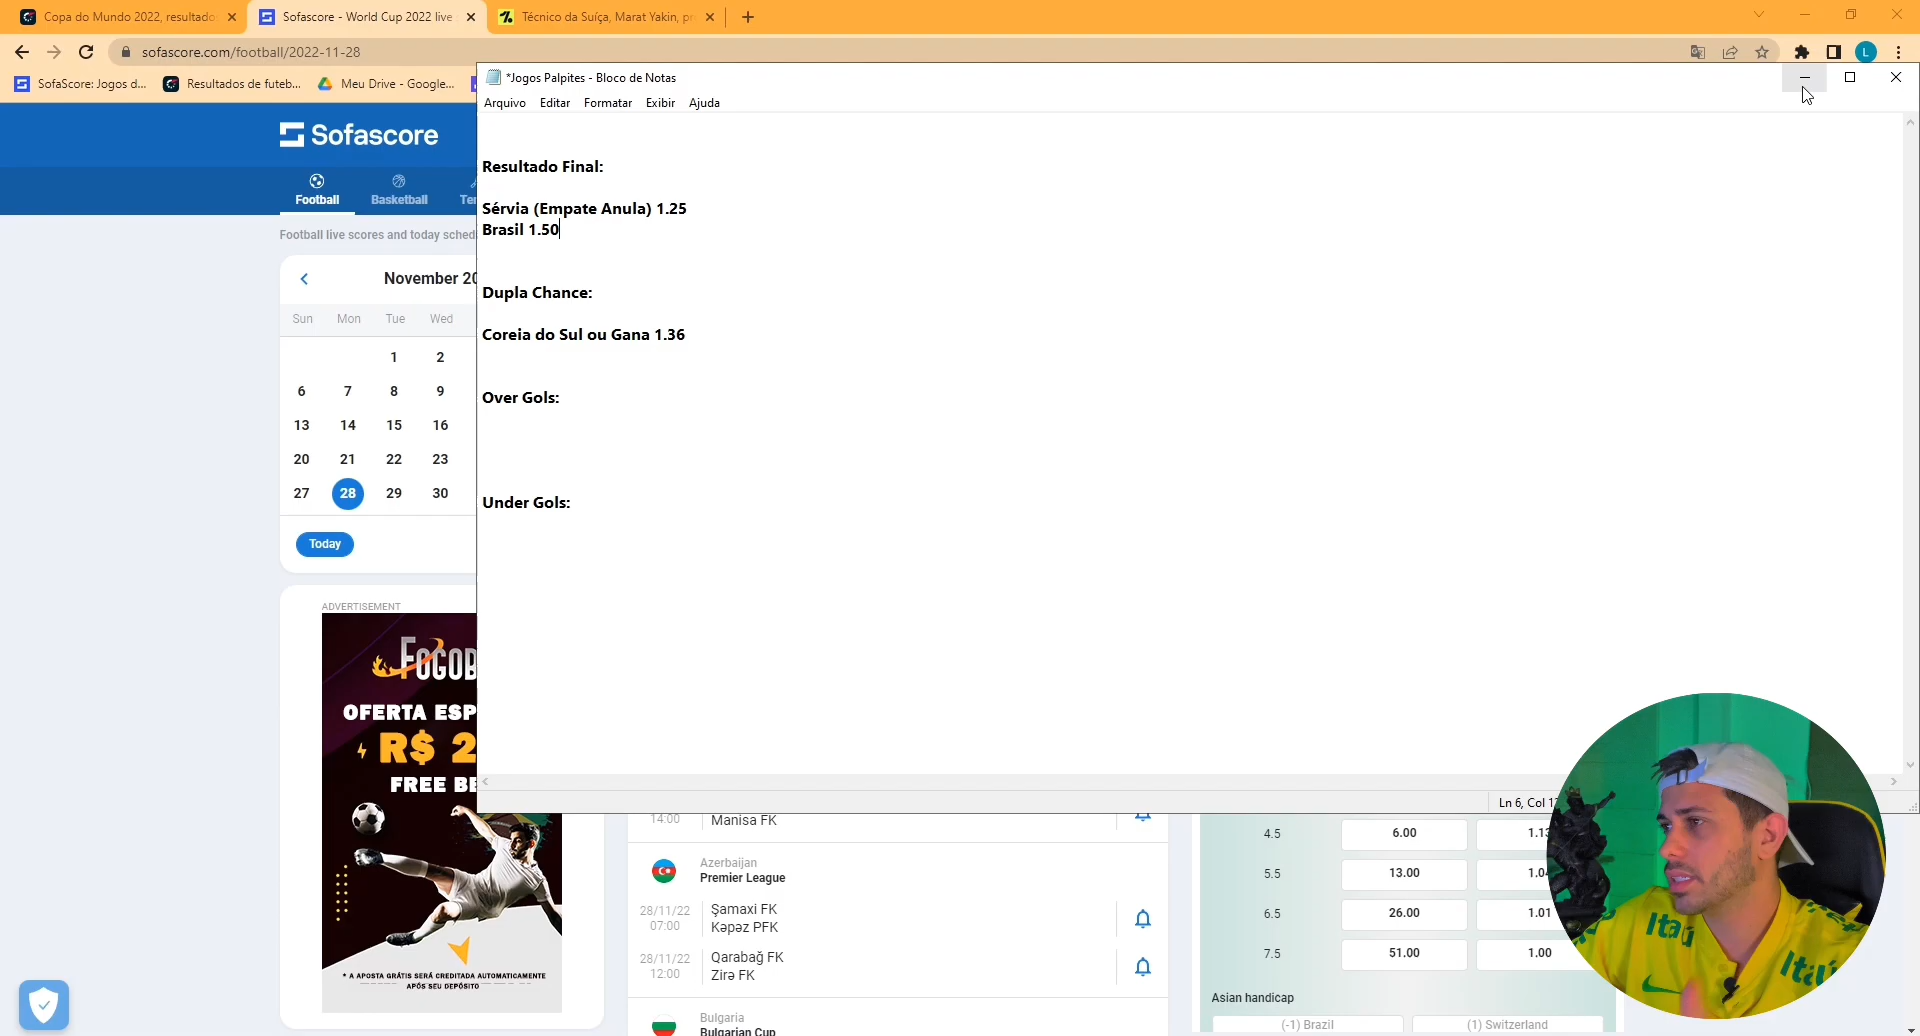 Copa do Mundo 2022, resultado
Sofascore - World Cup 2022 live
Técnico da Suíça, Marat Yakin, pr
sofascore.com/football/2022-11-28
L
SofaScore: Jogos d...
Resultados de futeb...
Meu Drive - Google...
*Jogos Palpites - Bloco de Notas
Arquivo Editar Formatar Exibir Ajuda
Sofascore
Football
Basketball
Football live scores and today sched
Resultado Final:
Sérvia (Empate Anula) 1.25
Brasil 1.50
Dupla Chance:
Coreia do Sul ou Gana 1.36
Over Gols:
Under Gols:
November 20
Sun Mon Tue Wed
1 2
6 7 8 9
13 14 15 16
20 21 22 23
27 28 29 30
Today
ADVERTISEMENT
FOGOB
OFERTA ESP
R$ 2
FREE BE
* A APOSTA GRÁTIS SERÁ CREDITADA AUTOMATICAMENTE
APÓS SEU DEPÓSITO
Ln 6, Col 1
14:00
Manisa FK
Azerbaijan
Premier League
28/11/22
07:00
Şamaxi FK
Kəpəz PFK
28/11/22
12:00
Qarabağ FK
Zirə FK
Bulgaria
Bulgarian Cup
4.5 6.00 1.13
5.5 13.00 1.04
6.5 26.00 1.01
7.5 51.00 1.00
Asian handicap
(-1) Brazil
(1) Switzerland
Itaú
Itaú